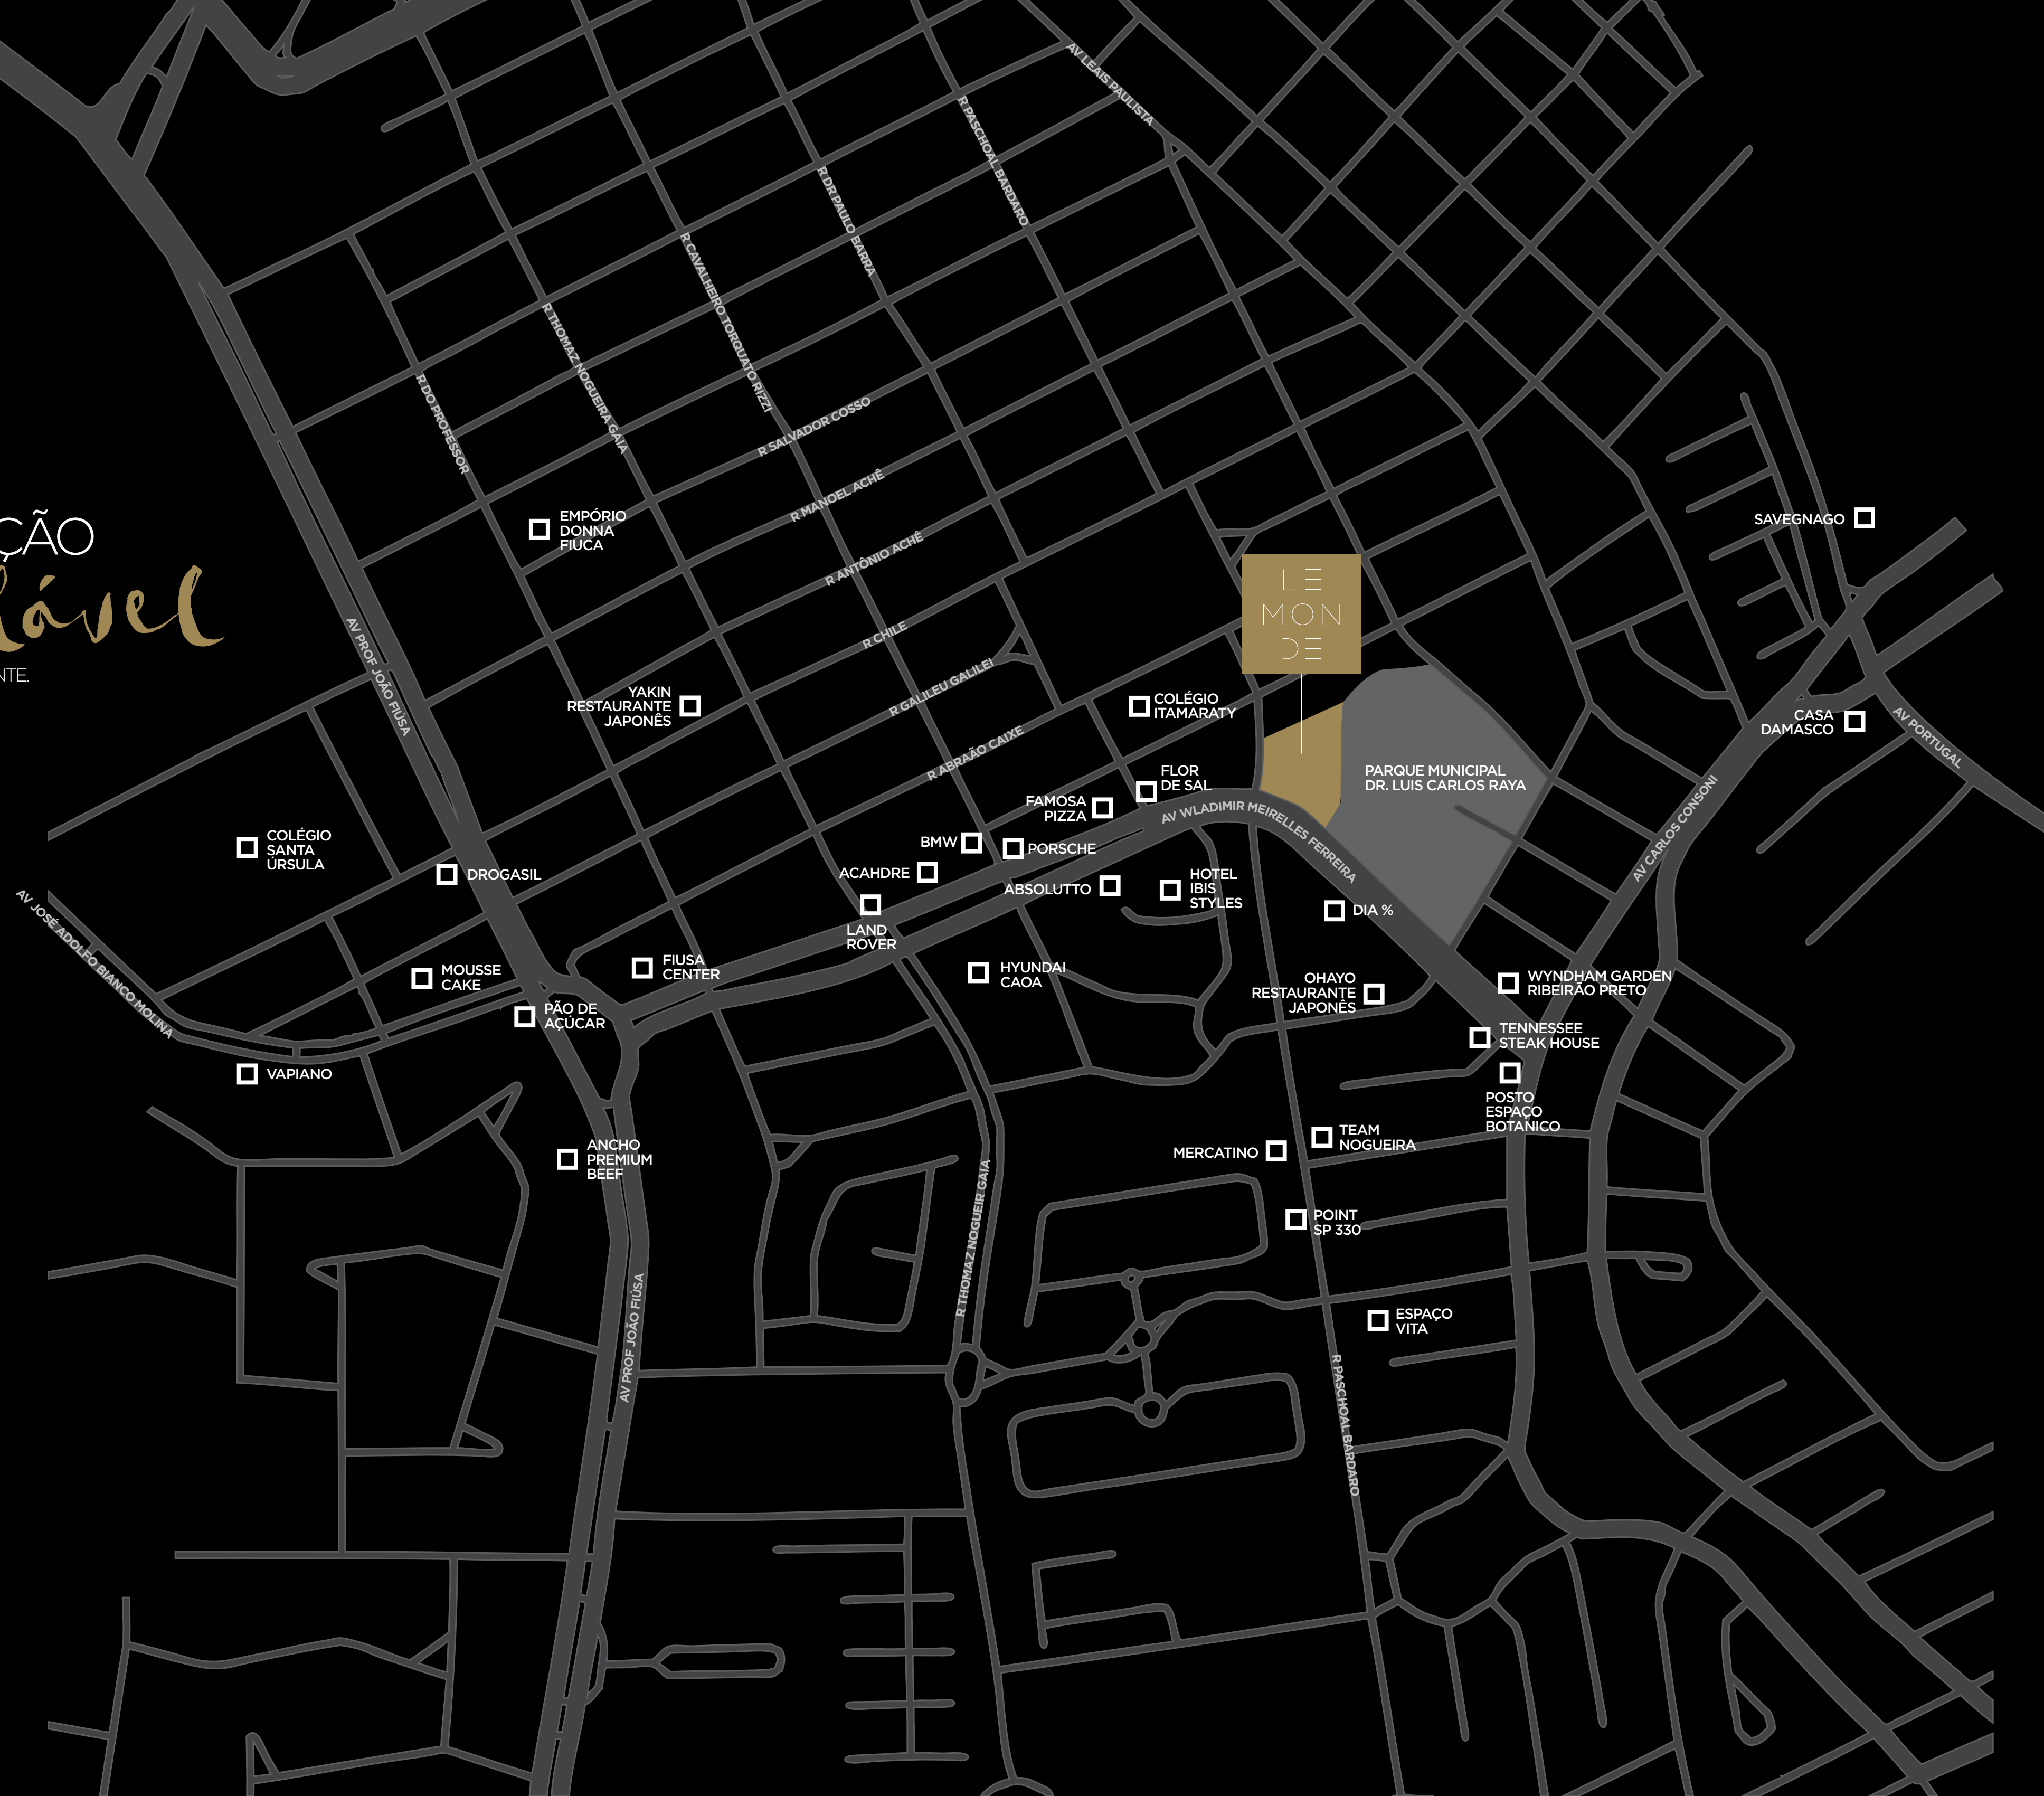 AV LEAIS PAULISTA
R PASCHOAL BARDARO
R DR PAULO BARRA
R CAVALHEIRO TORQUATO RIZZI
R THOMAZ NOGUEIRA GAIA
R DO PROFESSOR
R SALVADOR COSSO
R MANOEL ACHÊ
R ANTÔNIO ACHÊ
R CHILE
R GALILEU GALILEI
R ABRAÃO CAIXE
EMPÓRIO
DONNA
FIUCA
SAVEGNAGO
ÇÃO
lável
NTE.
LE
MON
DE
AV PROF JOÃO FIÚSA
YAKIN
RESTAURANTE
JAPONÊS
COLÉGIO
ITAMARATY
CASA
DAMASCO
AV PORTUGAL
PARQUE MUNICIPAL
DR. LUIS CARLOS RAYA
FLOR
DE SAL
FAMOSA
PIZZA
AV WLADIMIR MEIRELLES FERREIRA
AV CARLOS CONSONI
BMW
PORSCHE
COLÉGIO
SANTA
ÚRSULA
DROGASIL
ACAHDRE
ABSOLUTTO
HOTEL
IBIS
STYLES
DIA %
LAND
ROVER
AV JOSÉ ADOLFO BIANCO MOLINA
MOUSSE
CAKE
FIUSA
CENTER
HYUNDAI
CAOA
OHAYO
RESTAURANTE
JAPONÊS
WYNDHAM GARDEN
RIBEIRÃO PRETO
PÃO DE
AÇÚCAR
TENNESSEE
STEAK HOUSE
VAPIANO
POSTO
ESPAÇO
BOTANICO
ANCHO
PREMIUM
BEEF
MERCATINO
TEAM
NOGUEIRA
POINT
SP 330
R THOMAZ NOGUEIR GAIA
AV PROF JOÃO FIÚSA
ESPAÇO
VITA
R PASCHOAL BARDARO